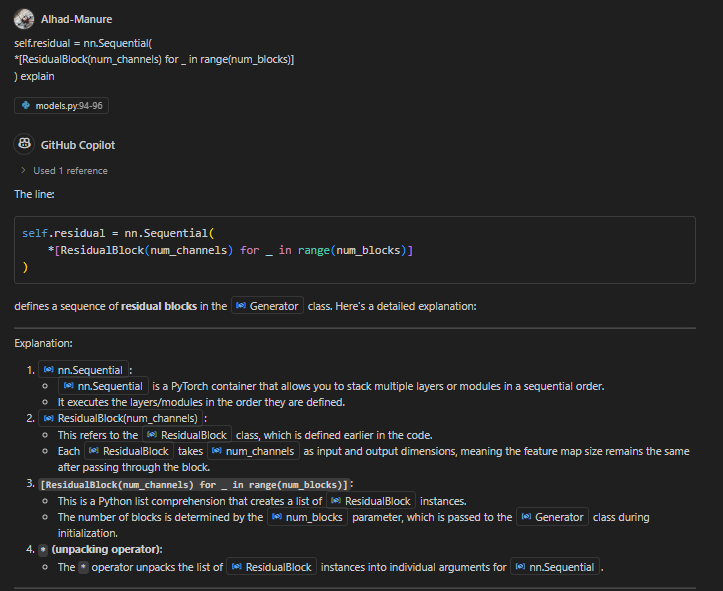 Alhad-Manure
self.residual = nn.Sequential(
*[ResidualBlock(num_channels) for _ in range(num_blocks)]
) explain
models.py:94-96
GitHub Copilot
Used 1 reference
The line:
self.residual = nn.Sequential(
*[ResidualBlock(num_channels) for _ in range(num_blocks)]
)
defines a sequence of residual blocks in the Generator class. Here's a detailed explanation:
Explanation:
1. nn.Sequential :
nn.Sequential is a PyTorch container that allows you to stack multiple layers or modules in a sequential order.
It executes the layers/modules in the order they are defined.
2. ResidualBlock(num_channels) :
This refers to the ResidualBlock class, which is defined earlier in the code.
Each ResidualBlock takes num_channels as input and output dimensions, meaning the feature map size remains the same
after passing through the block.
3. [ResidualBlock(num_channels) for _ in range(num_blocks)]:
This is a Python list comprehension that creates a list of ResidualBlock instances.
The number of blocks is determined by the num_blocks parameter, which is passed to the Generator class during
initialization.
4. * (unpacking operator):
The * operator unpacks the list of ResidualBlock instances into individual arguments for nn.Sequential .